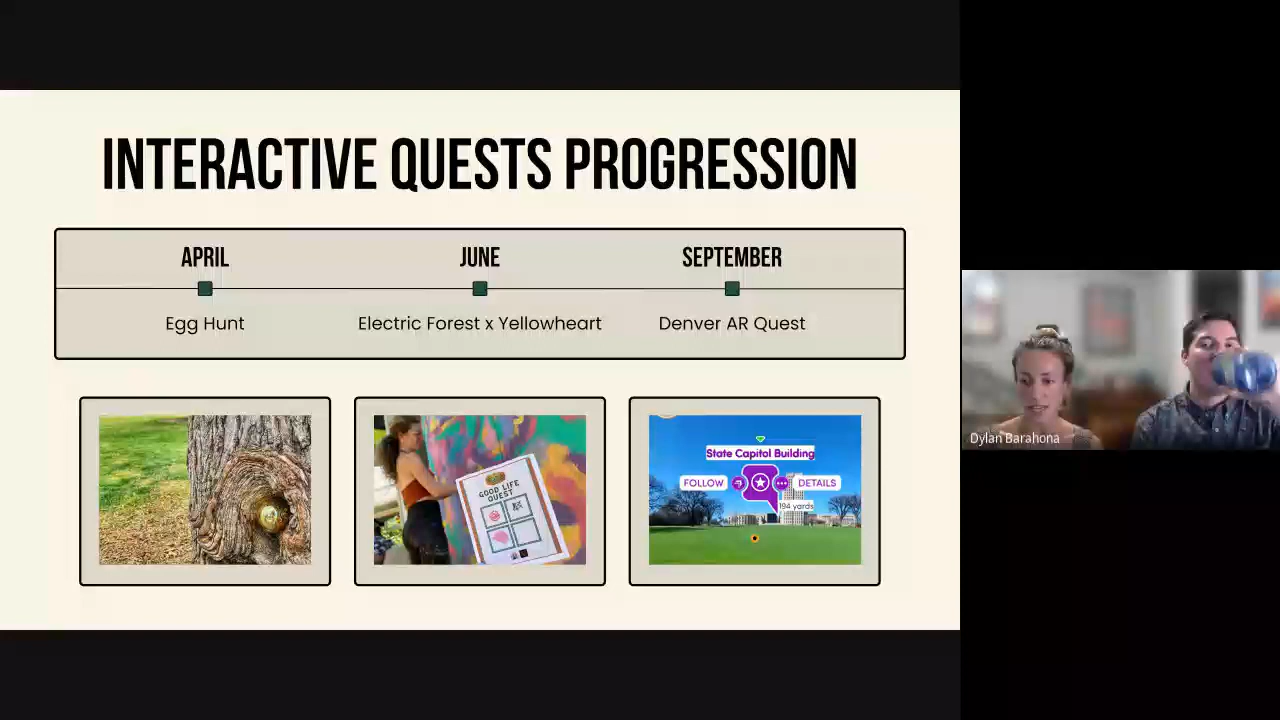 INTERACTIVE QUESTS PROGRESSION
APRIL
JUNE
SEPTEMBER
Egg Hunt
Electric Forest x Yellowheart
Denver AR Quest
GOOD LIFE
QUEST
State Capitol Building
FOLLOW
DETAILS
194 yards
Dylan Barahona